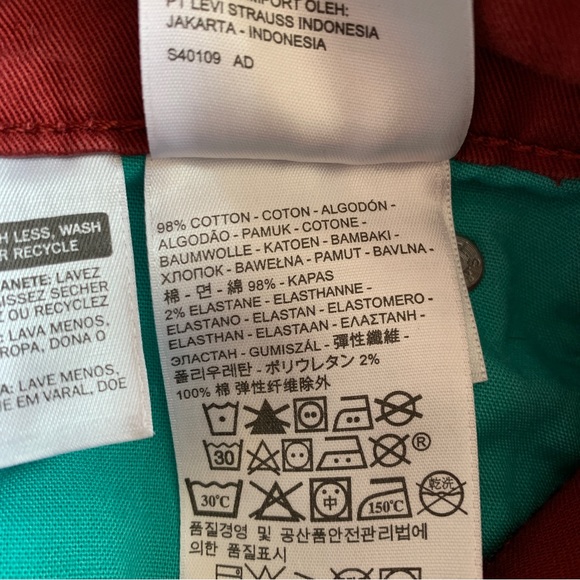 IMPORT OLEH:
PT LEVI STRAUSS INDONESIA
JAKARTA - INDONESIA
S40109 AD
LESS, WASH
RECYCLE
ANETE: LAVEZ
SSEZ SÉCHER
Z OU RECYCLEZ
: LAVA MENOS,
ROPA, DONA O
A: LAVE MENOS,
E EM VARAL, DOE
98% COTTON - COTON - ALGODÓN -
ALGODÃO - PAMUK - COTONE -
BAUMWOLLE - KATOEN - BAMBAKI -
ХЛОПОК - BAWEŁNA - PAMUT - BAVLNA -
棉 - 면 - 綿 98% - KAPAS
2% ELASTANE - ELASTHANNE -
ELASTANO - ELASTAN - ELASTOMERO -
ELASTHAN - ELASTAAN - ΕΛΑΣΤΑΝΗ -
ЭЛАСТАН - GUMISZÁL - 彈性纖維 -
폴리우레탄 - ポリウレタン 2%
100% 棉 弹性纤维除外
30 ®
30°C 中 150℃ 乾洗
품질경영 및 공산품안전관리법에
의한 품질표시